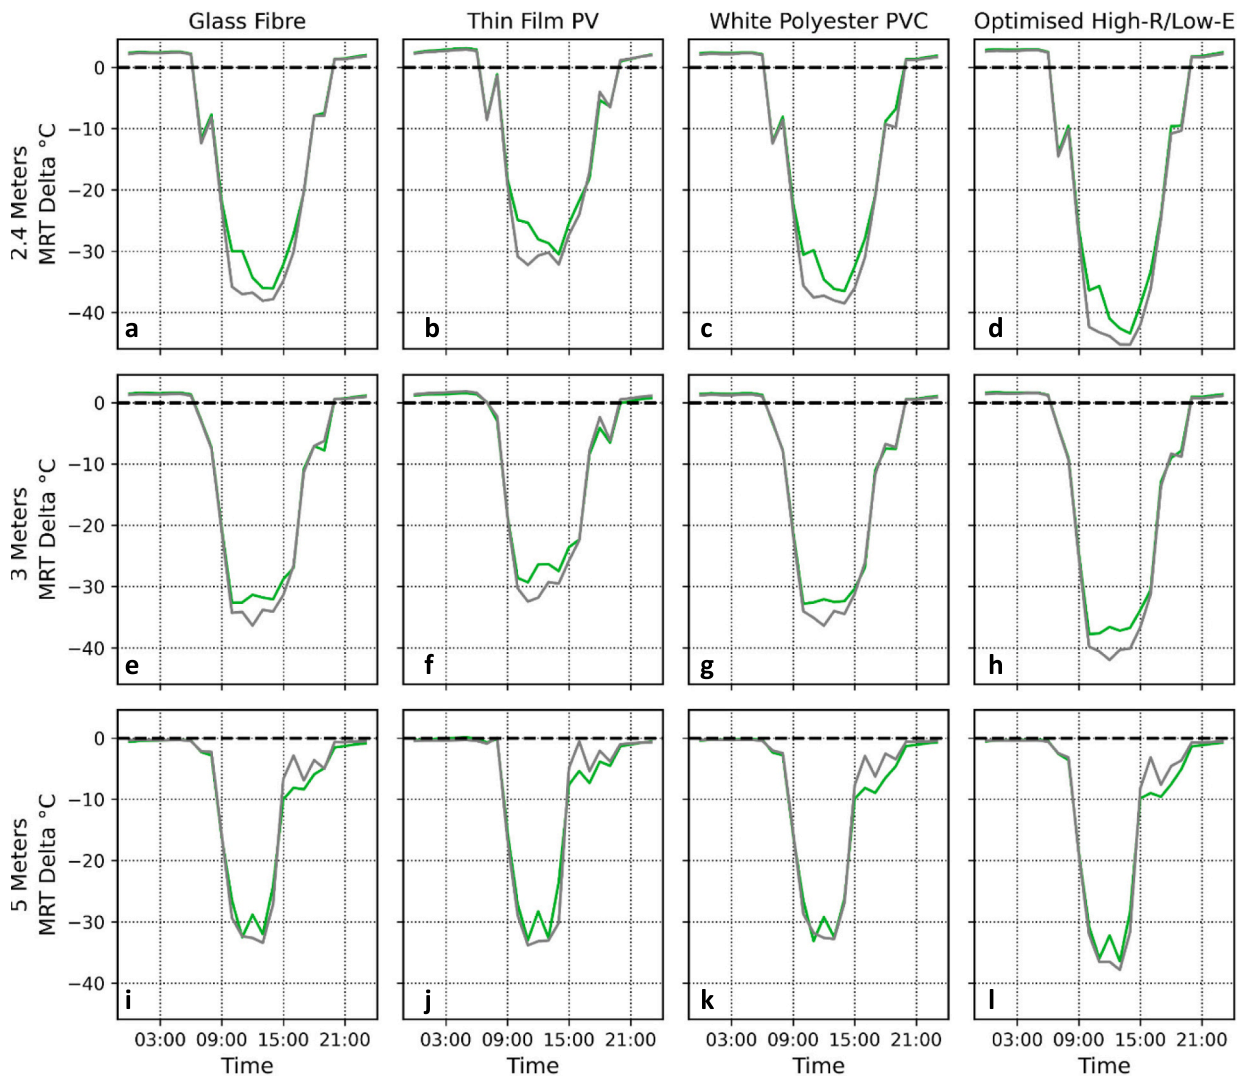 Glass Fibre Thin Film PV White Polyester PVC Optimised High-R/Low-E
2.4 Meters
MRT Delta °C
0
−10
−20
−30
−40
a b c d
3 Meters
MRT Delta °C
0
−10
−20
−30
−40
e f g h
5 Meters
MRT Delta °C
0
−10
−20
−30
−40
i j k l
03:00 09:00 15:00 21:00 03:00 09:00 15:00 21:00 03:00 09:00 15:00 21:00 03:00 09:00 15:00 21:00
Time Time Time Time